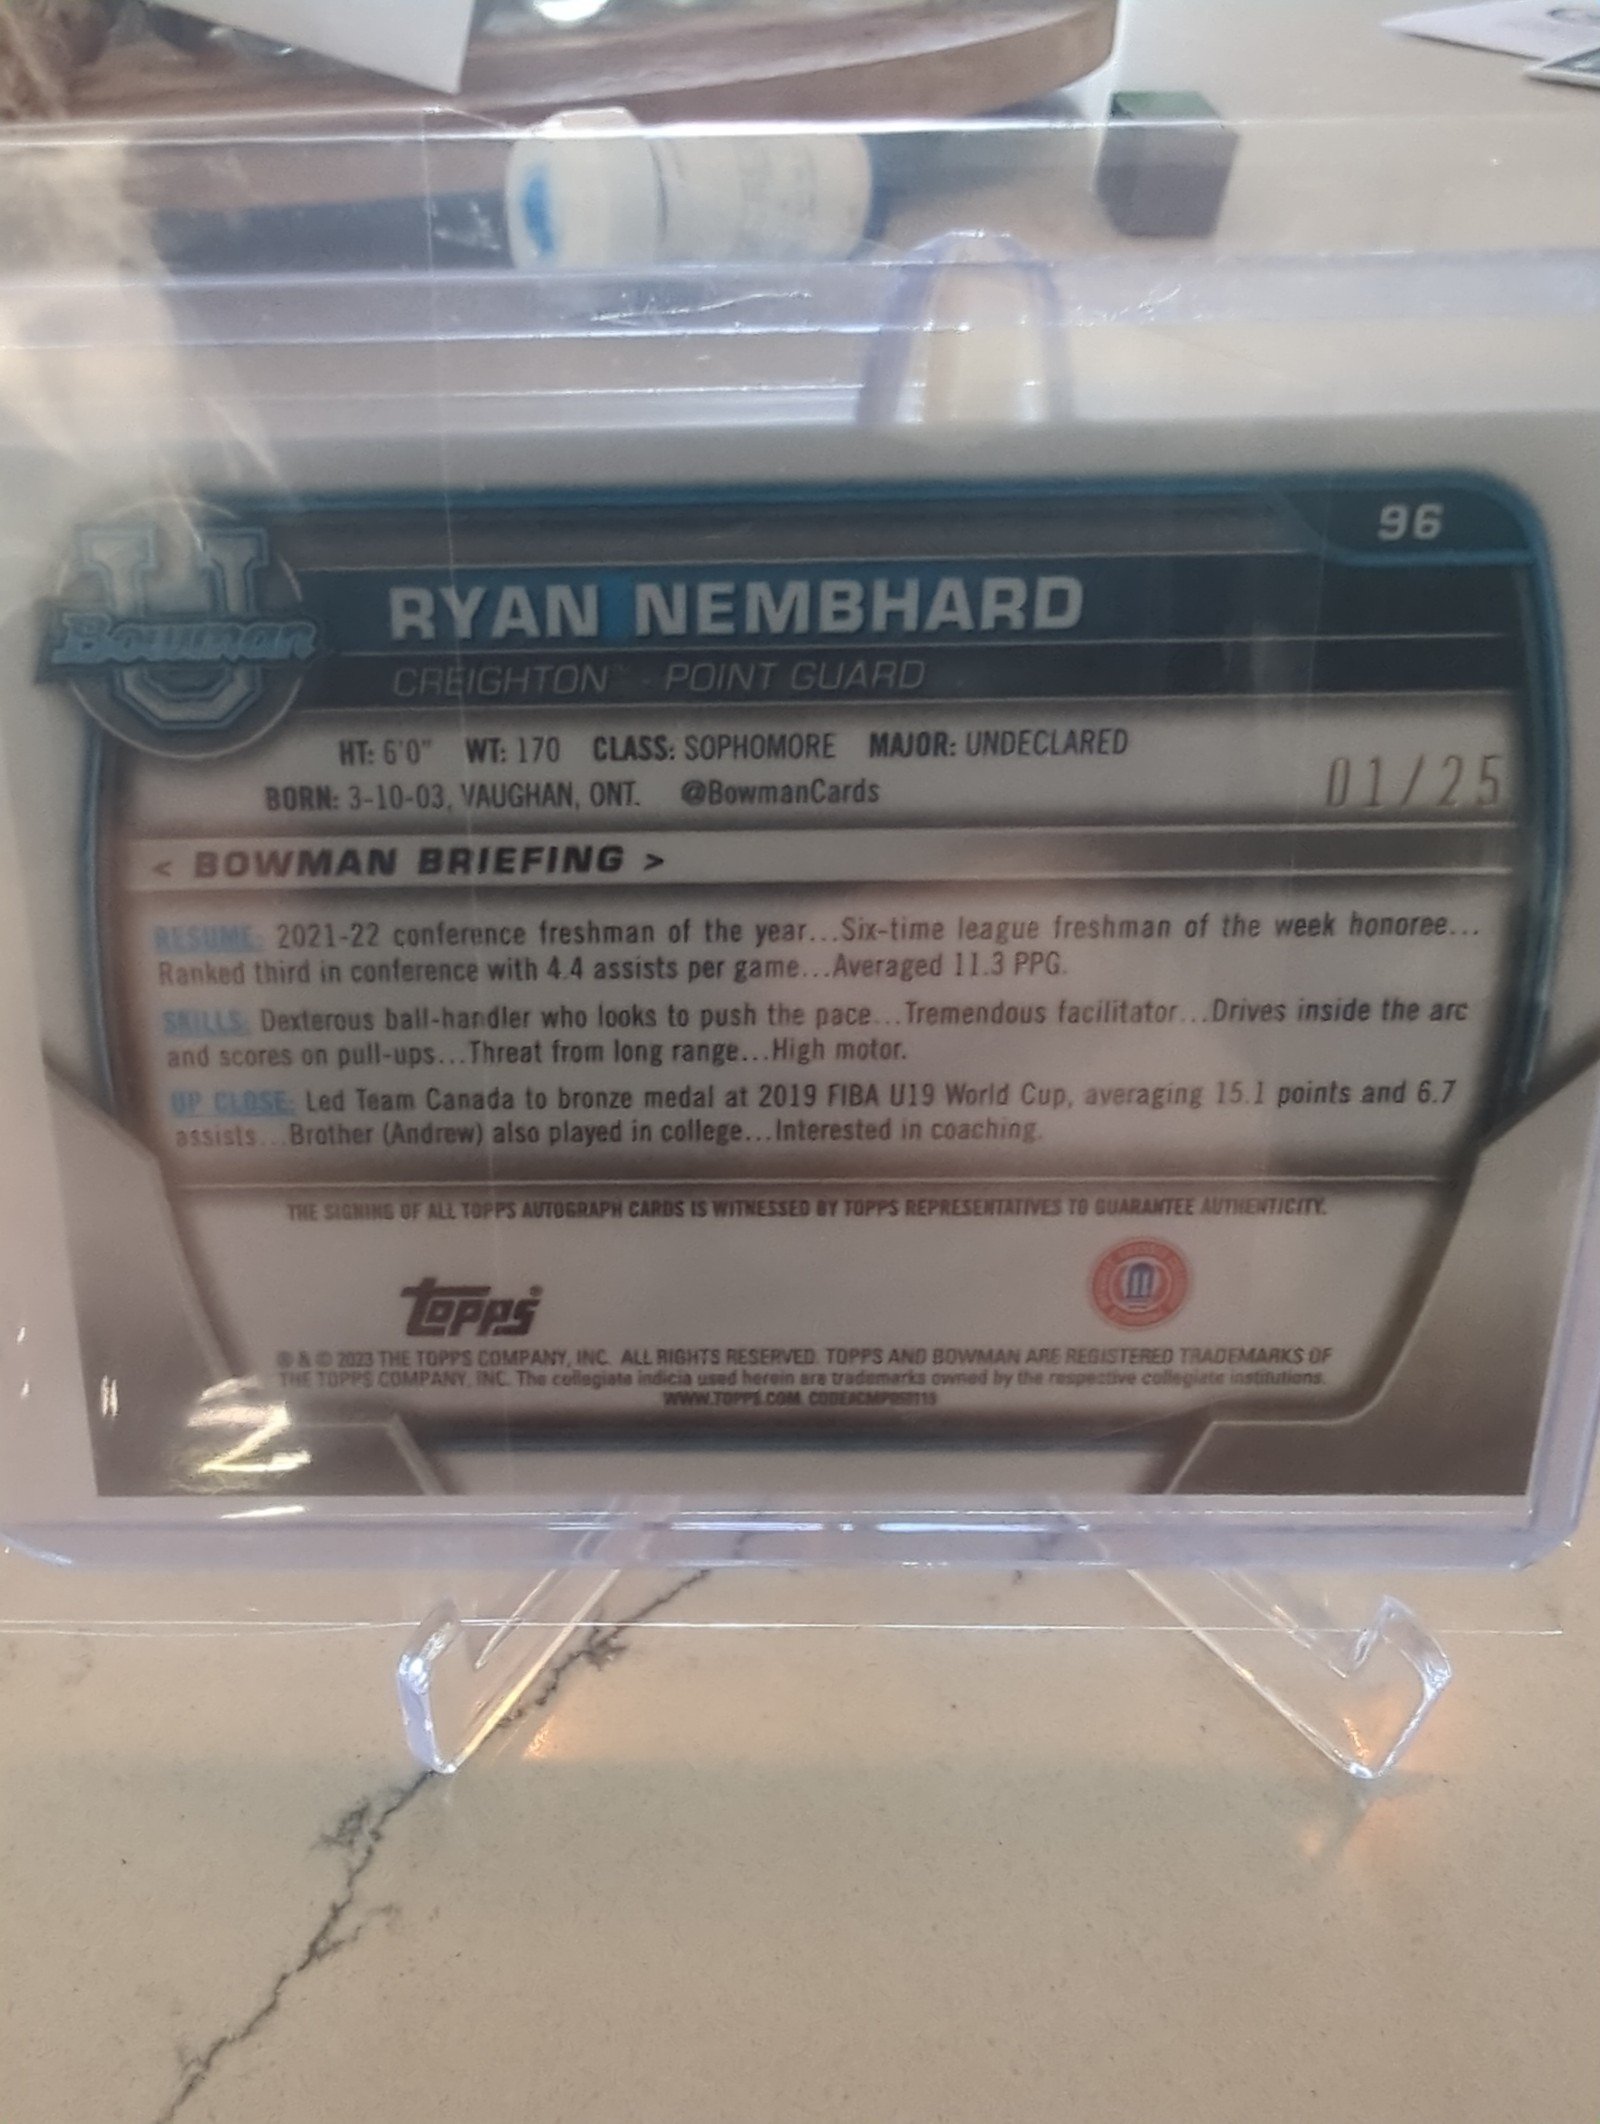 96
U
Bowman
RYAN NEMBHARD
CREIGHTON™ · POINT GUARD
HT: 6'0" WT: 170 CLASS: SOPHOMORE MAJOR: UNDECLARED
BORN: 3-10-03, VAUGHAN, ONT. @BowmanCards
01/25
< BOWMAN BRIEFING >
RESUME: 2021-22 conference freshman of the year...Six-time league freshman of the week honoree...
Ranked third in conference with 4.4 assists per game...Averaged 11.3 PPG.
SKILLS: Dexterous ball-handler who looks to push the pace...Tremendous facilitator...Drives inside the arc
and scores on pull-ups...Threat from long range...High motor.
UP CLOSE: Led Team Canada to bronze medal at 2019 FIBA U19 World Cup, averaging 15.1 points and 6.7
assists...Brother (Andrew) also played in college...Interested in coaching.
THE SIGNING OF ALL TOPPS AUTOGRAPH CARDS IS WITNESSED BY TOPPS REPRESENTATIVES TO GUARANTEE AUTHENTICITY.
topps®
® & © 2023 THE TOPPS COMPANY, INC. ALL RIGHTS RESERVED. TOPPS AND BOWMAN ARE REGISTERED TRADEMARKS OF
THE TOPPS COMPANY, INC. The collegiate indicia used herein are trademarks owned by the respective collegiate institutions.
WWW.TOPPS.COM